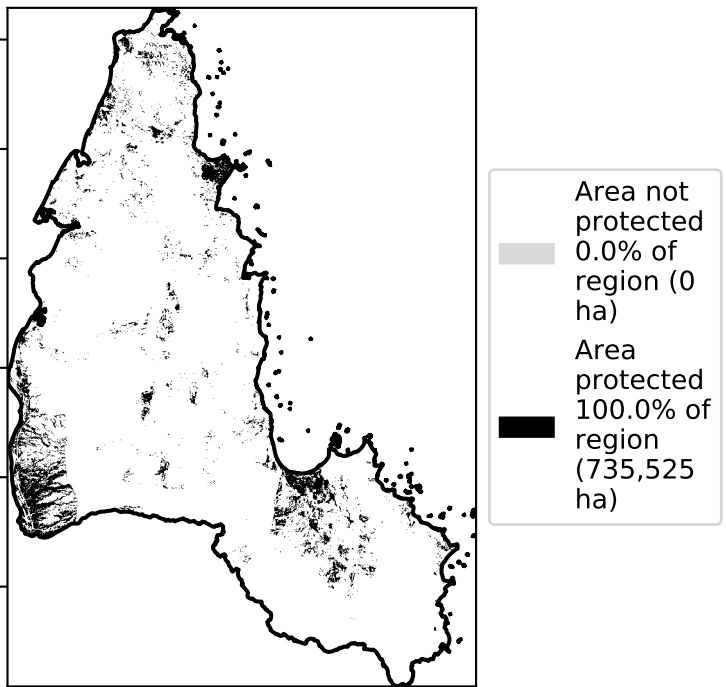 Area not
protected
0.0% of
region (0
ha)
Area
protected
100.0% of
region
(735,525
ha)